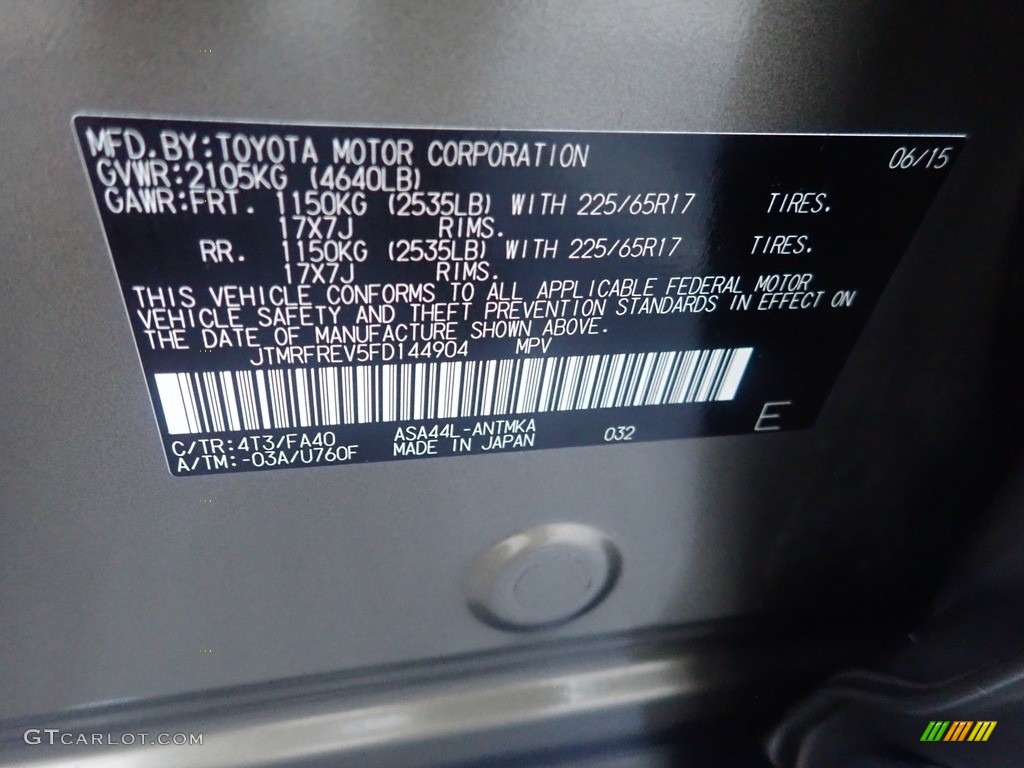 MFD.BY:TOYOTA MOTOR CORPORATION 06/15
GVWR:2105KG (4640LB)
GAWR:FRT. 1150KG (2535LB) WITH 225/65R17 TIRES.
17X7J RIMS.
RR. 1150KG (2535LB) WITH 225/65R17 TIRES.
17X7J RIMS.
THIS VEHICLE CONFORMS TO ALL APPLICABLE FEDERAL MOTOR
VEHICLE SAFETY AND THEFT PREVENTION STANDARDS IN EFFECT ON
THE DATE OF MANUFACTURE SHOWN ABOVE.
JTMRFREV5FD144904 MPV
C/TR:4T3/FA40 ASA44L-ANTMKA 032 E
A/TM:-03A/U760F MADE IN JAPAN
GTCARLOT.COM